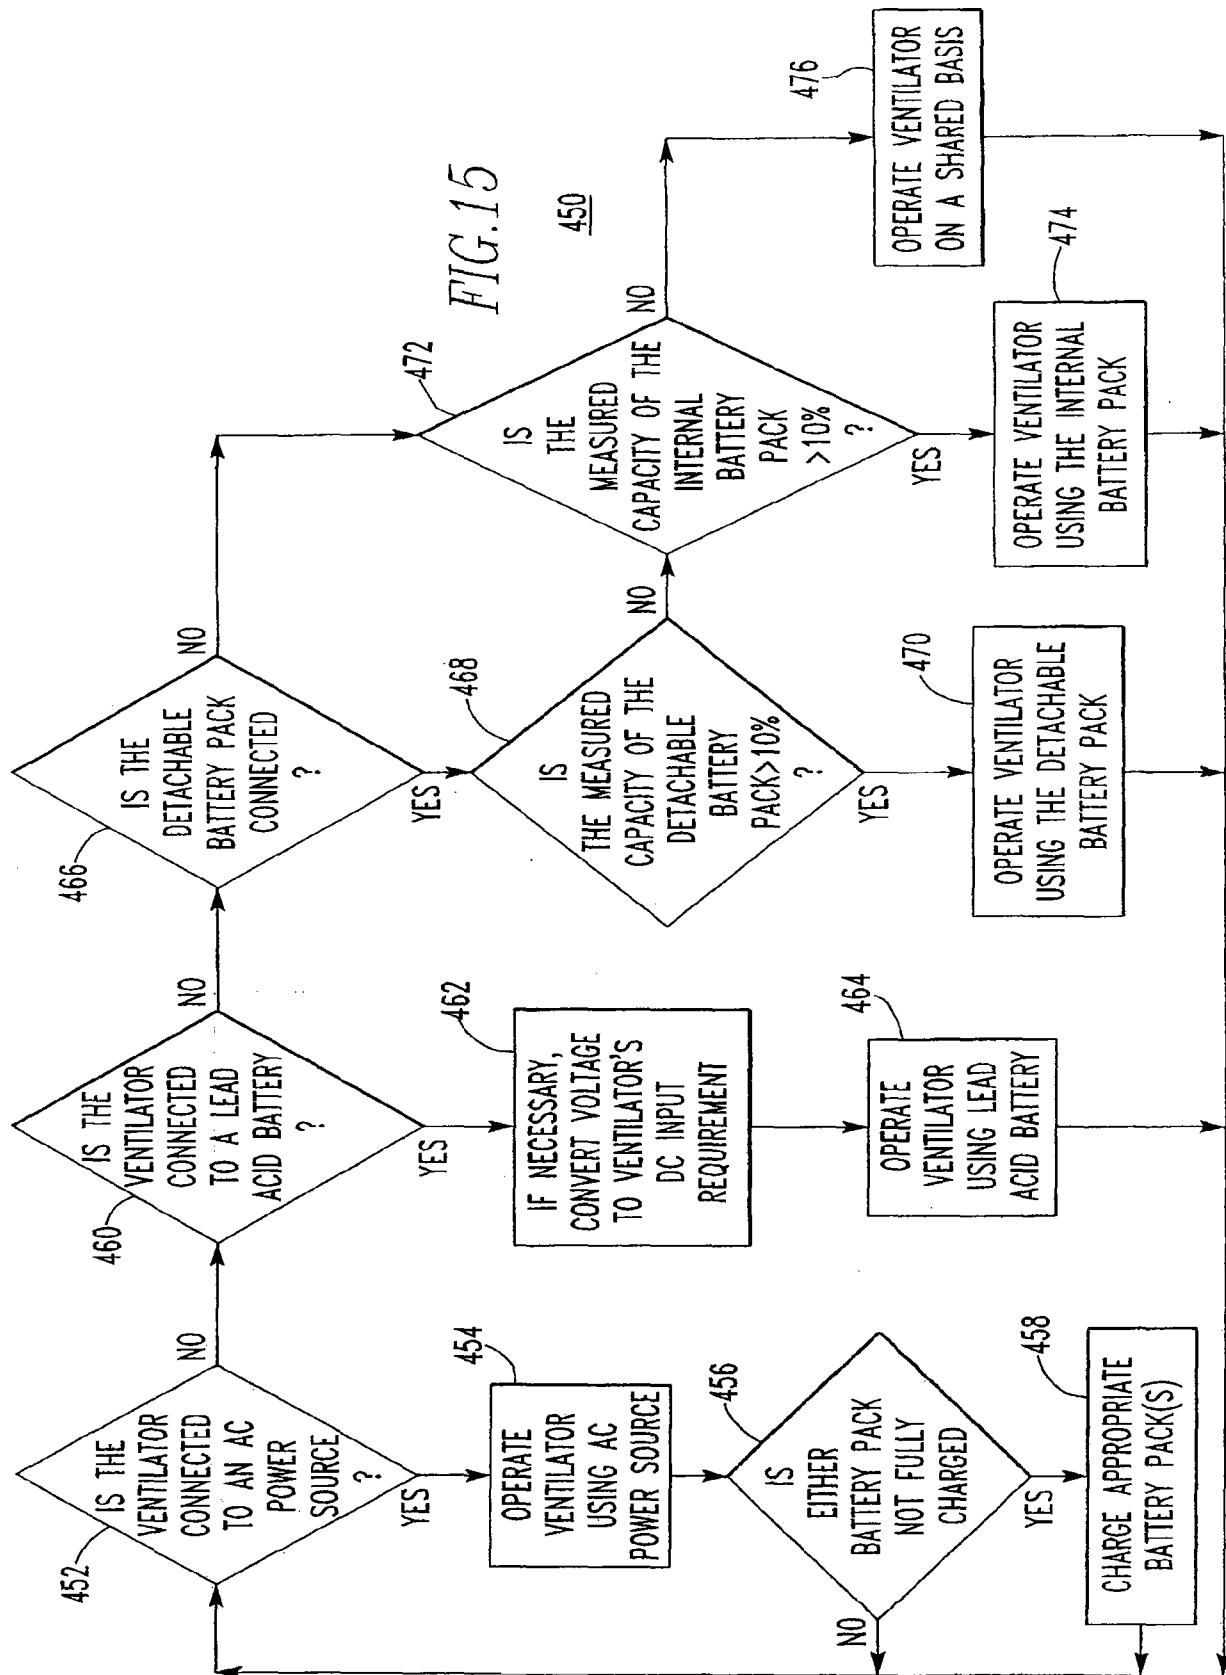 FIG.15
450
452
IS THE
VENTILATOR
CONNECTED
TO AN AC
POWER
SOURCE
?
NO
YES
454
OPERATE
VENTILATOR
USING AC
POWER SOURCE
456
IS
EITHER
BATTERY PACK
NOT FULLY
CHARGED
NO
YES
458
CHARGE APPROPRIATE
BATTERY PACK(S)
460
IS THE
VENTILATOR
CONNECTED
TO A LEAD
ACID BATTERY
?
NO
YES
462
IF NECESSARY,
CONVERT VOLTAGE
TO VENTILATOR'S
DC INPUT
REQUIREMENT
464
OPERATE
VENTILATOR
USING LEAD
ACID BATTERY
466
IS THE
DETACHABLE
BATTERY PACK
CONNECTED
?
NO
YES
468
IS
THE MEASURED
CAPACITY OF THE
DETACHABLE
BATTERY
PACK>10%
?
NO
YES
470
OPERATE VENTILATOR
USING THE DETACHABLE
BATTERY PACK
472
IS
THE
MEASURED
CAPACITY OF THE
INTERNAL
BATTERY
PACK
>10%
?
NO
YES
474
OPERATE VENTILATOR
USING THE INTERNAL
BATTERY PACK
476
OPERATE VENTILATOR
ON A SHARED BASIS